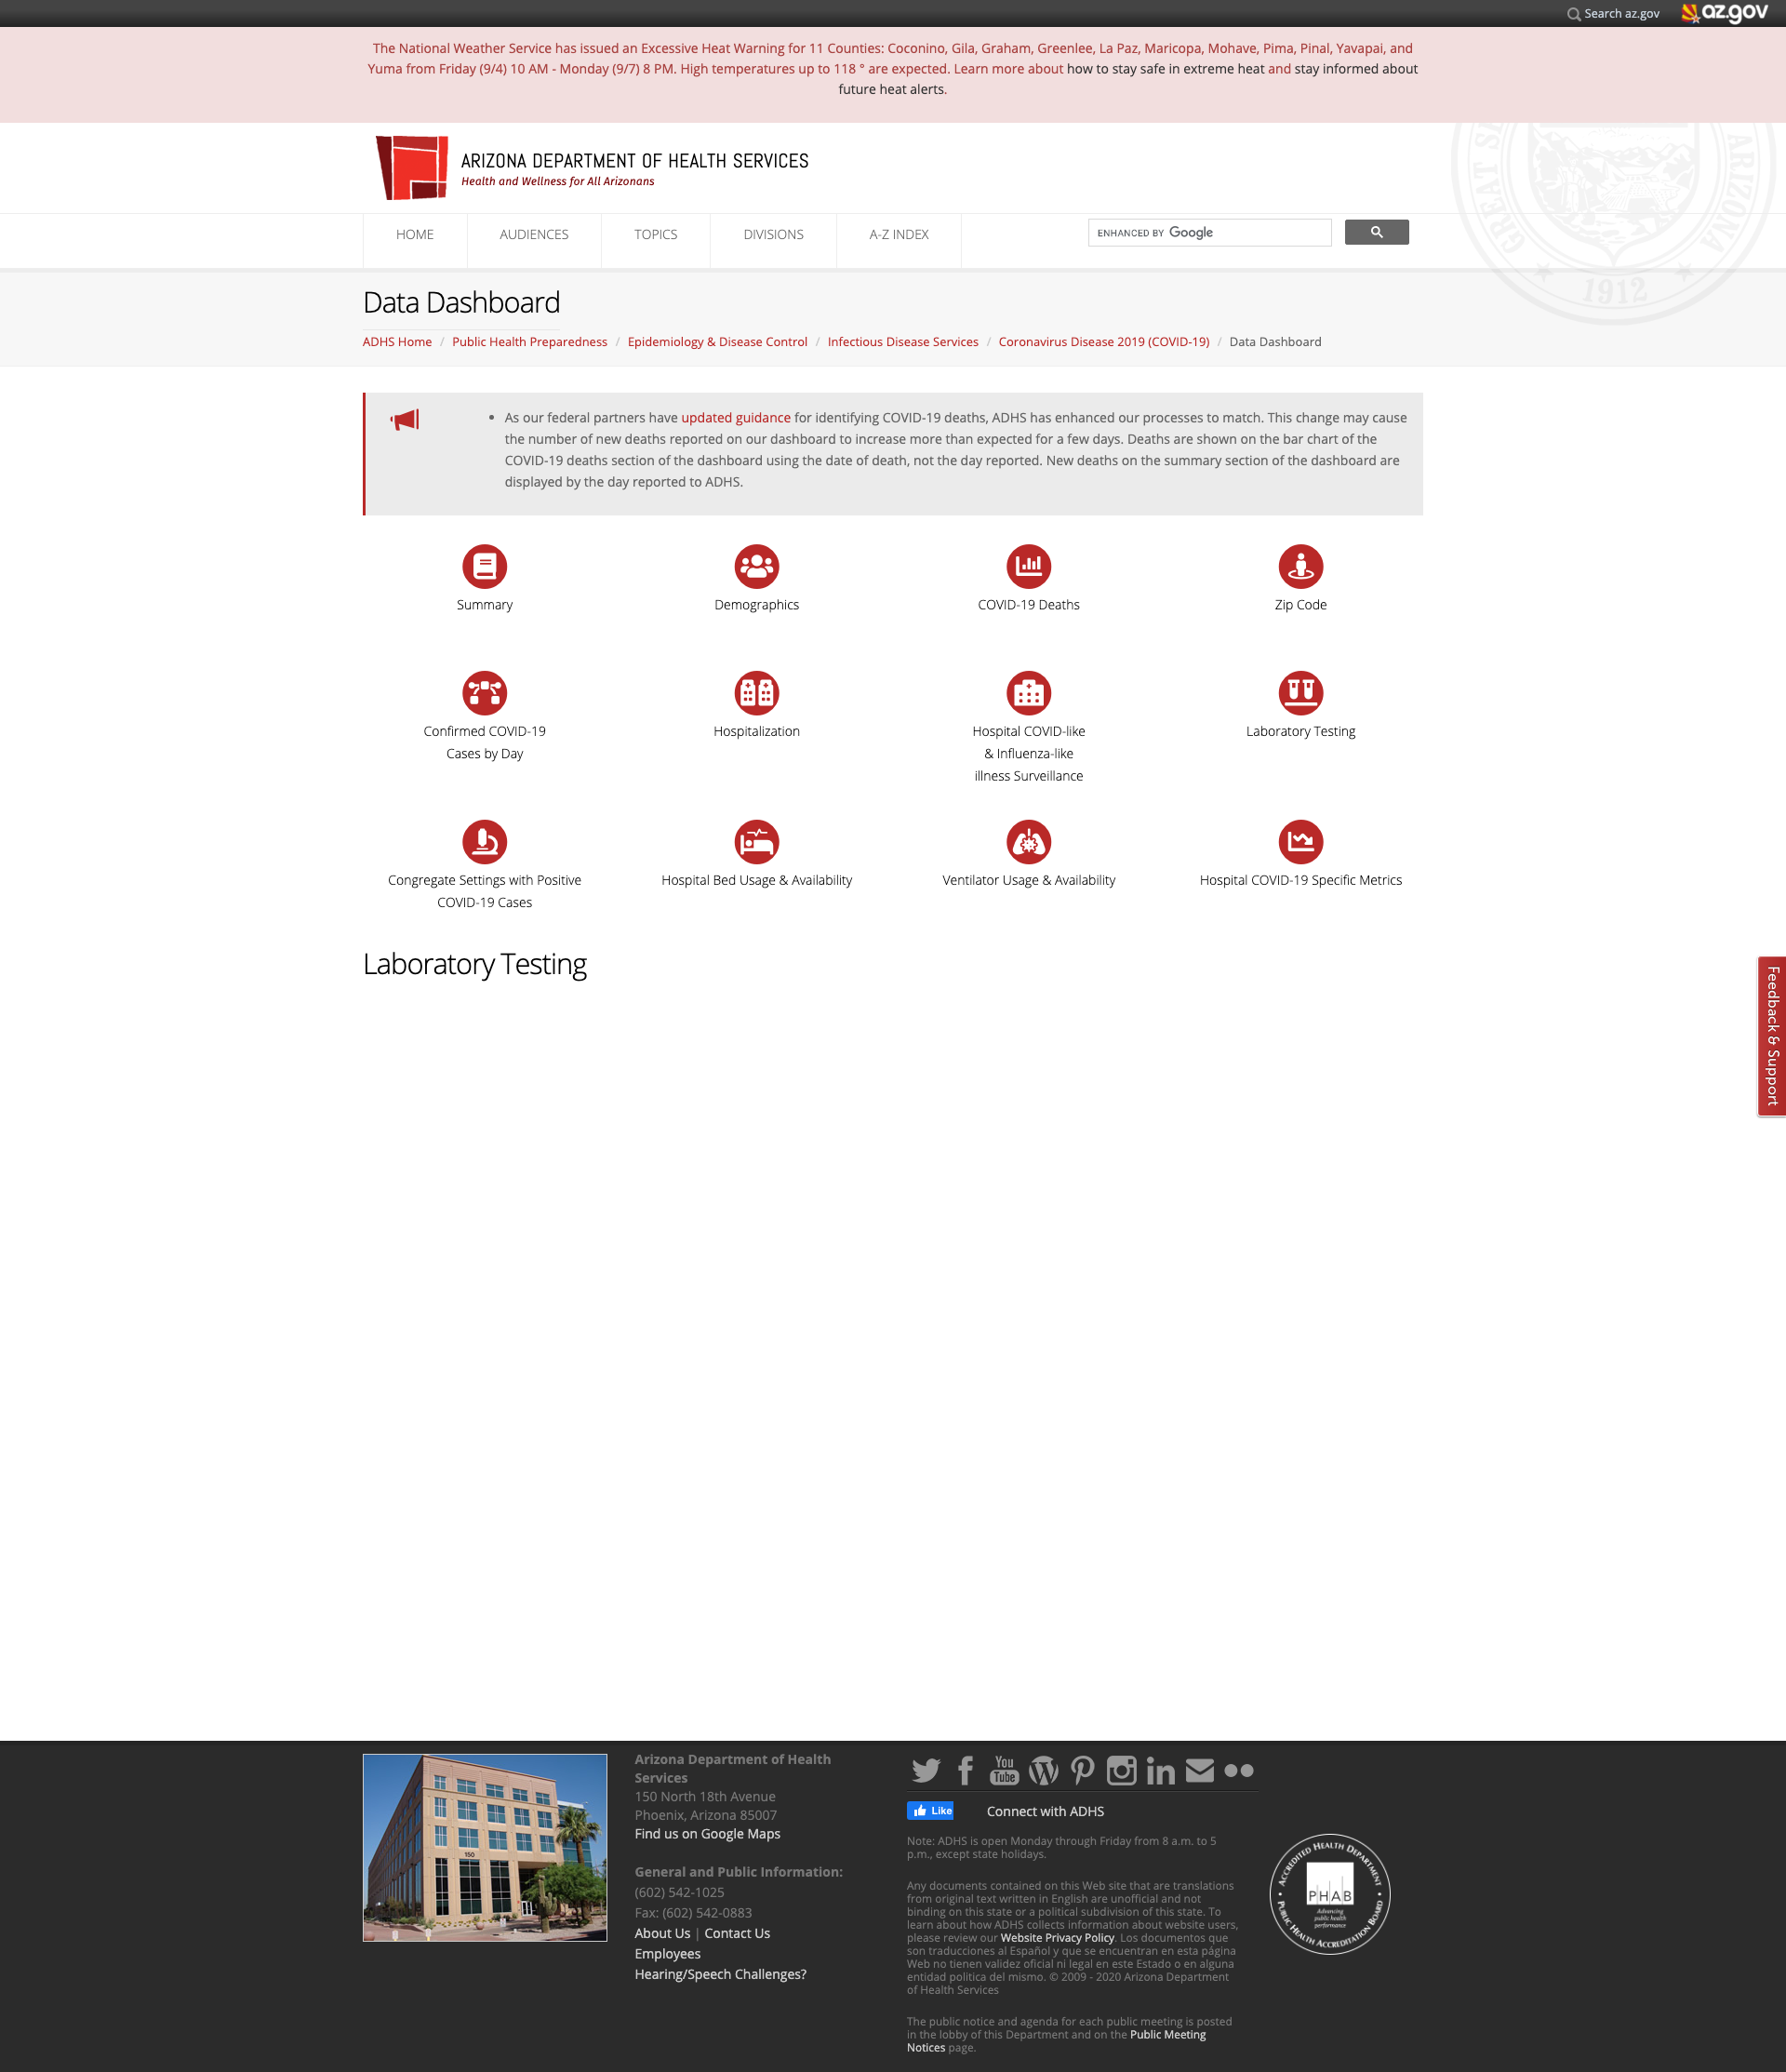 Search az.gov
az.gov
The National Weather Service has issued an Excessive Heat Warning for 11 Counties: Coconino, Gila, Graham, Greenlee, La Paz, Maricopa, Mohave, Pima, Pinal, Yavapai, and
Yuma from Friday (9/4) 10 AM - Monday (9/7) 8 PM. High temperatures up to 118 ° are expected. Learn more about how to stay safe in extreme heat and stay informed about
future heat alerts.
ARIZONA DEPARTMENT OF HEALTH SERVICES
Health and Wellness for All Arizonans
GREAT S
ARIZONA
1912
HOME
AUDIENCES
TOPICS
DIVISIONS
A-Z INDEX
ENHANCED BY Google
Data Dashboard
ADHS Home / Public Health Preparedness / Epidemiology & Disease Control / Infectious Disease Services / Coronavirus Disease 2019 (COVID-19) / Data Dashboard
• As our federal partners have updated guidance for identifying COVID-19 deaths, ADHS has enhanced our processes to match. This change may cause
the number of new deaths reported on our dashboard to increase more than expected for a few days. Deaths are shown on the bar chart of the
COVID-19 deaths section of the dashboard using the date of death, not the day reported. New deaths on the summary section of the dashboard are
displayed by the day reported to ADHS.
Summary
Demographics
COVID-19 Deaths
Zip Code
Confirmed COVID-19
Cases by Day
Hospitalization
Hospital COVID-like
& Influenza-like
illness Surveillance
Laboratory Testing
Congregate Settings with Positive
COVID-19 Cases
Hospital Bed Usage & Availability
Ventilator Usage & Availability
Hospital COVID-19 Specific Metrics
Laboratory Testing
Feedback & Support
150
Arizona Department of Health
Services
150 North 18th Avenue
Phoenix, Arizona 85007
Find us on Google Maps
General and Public Information:
(602) 542-1025
Fax: (602) 542-0883
About Us | Contact Us
Employees
Hearing/Speech Challenges?
You
Tube
Like
Connect with ADHS
Note: ADHS is open Monday through Friday from 8 a.m. to 5
p.m., except state holidays.
Any documents contained on this Web site that are translations
from original text written in English are unofficial and not
binding on this state or a political subdivision of this state. To
learn about how ADHS collects information about website users,
please review our Website Privacy Policy. Los documentos que
son traducciones al Español y que se encuentran en esta página
Web no tienen validez oficial ni legal en este Estado o en alguna
entidad politica del mismo. © 2009 - 2020 Arizona Department
of Health Services
The public notice and agenda for each public meeting is posted
in the lobby of this Department and on the Public Meeting
Notices page.
ACCREDITED HEALTH DEPARTMENT
PHAB
Advancing
public health
performance
PUBLIC HEALTH ACCREDITATION BOARD